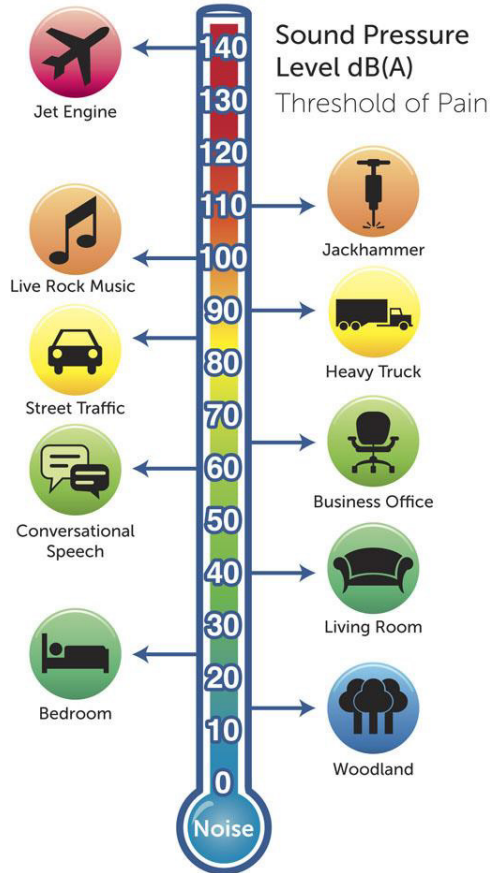 Sound Pressure
Level dB(A)
Threshold of Pain
140
Jet Engine
130
120
110
Jackhammer
100
Live Rock Music
90
Heavy Truck
80
Street Traffic
70
Business Office
60
Conversational
Speech
50
40
Living Room
30
20
Bedroom
10
Woodland
0
Noise